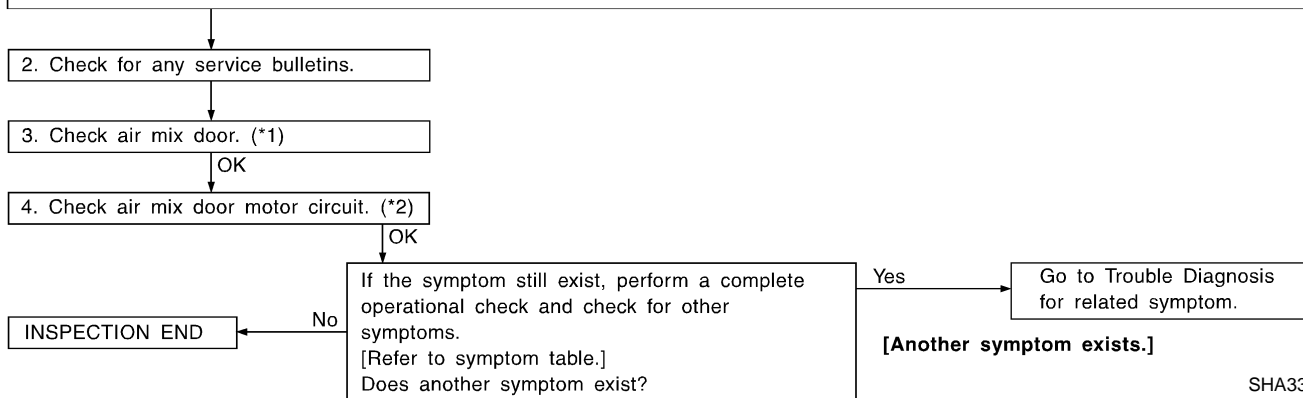 2. Check for any service bulletins.
3. Check air mix door. (*1)
OK
4. Check air mix door motor circuit. (*2)
OK
If the symptom still exist, perform a complete
operational check and check for other
symptoms.
[Refer to symptom table.]
Does another symptom exist?
Yes
Go to Trouble Diagnosis
for related symptom.
No
INSPECTION END
[Another symptom exists.]
SHA33